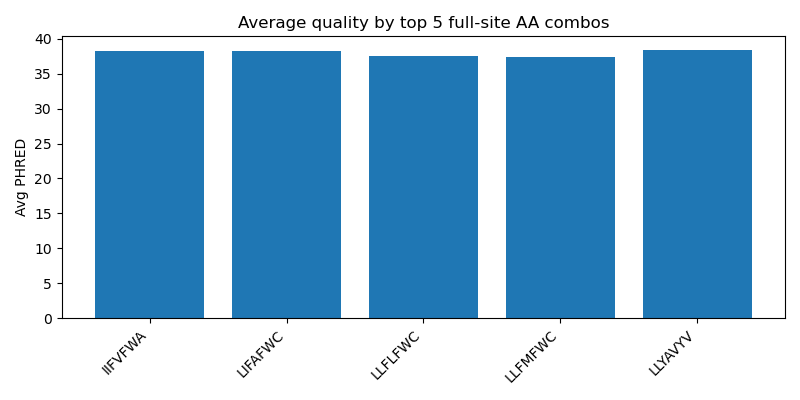 Average quality by top 5 full-site AA combos
Avg PHRED
40
35
30
25
20
15
10
5
0
IIFVFWA
LIFAFWC
LLFLFWC
LLFMFWC
LLYAVYV